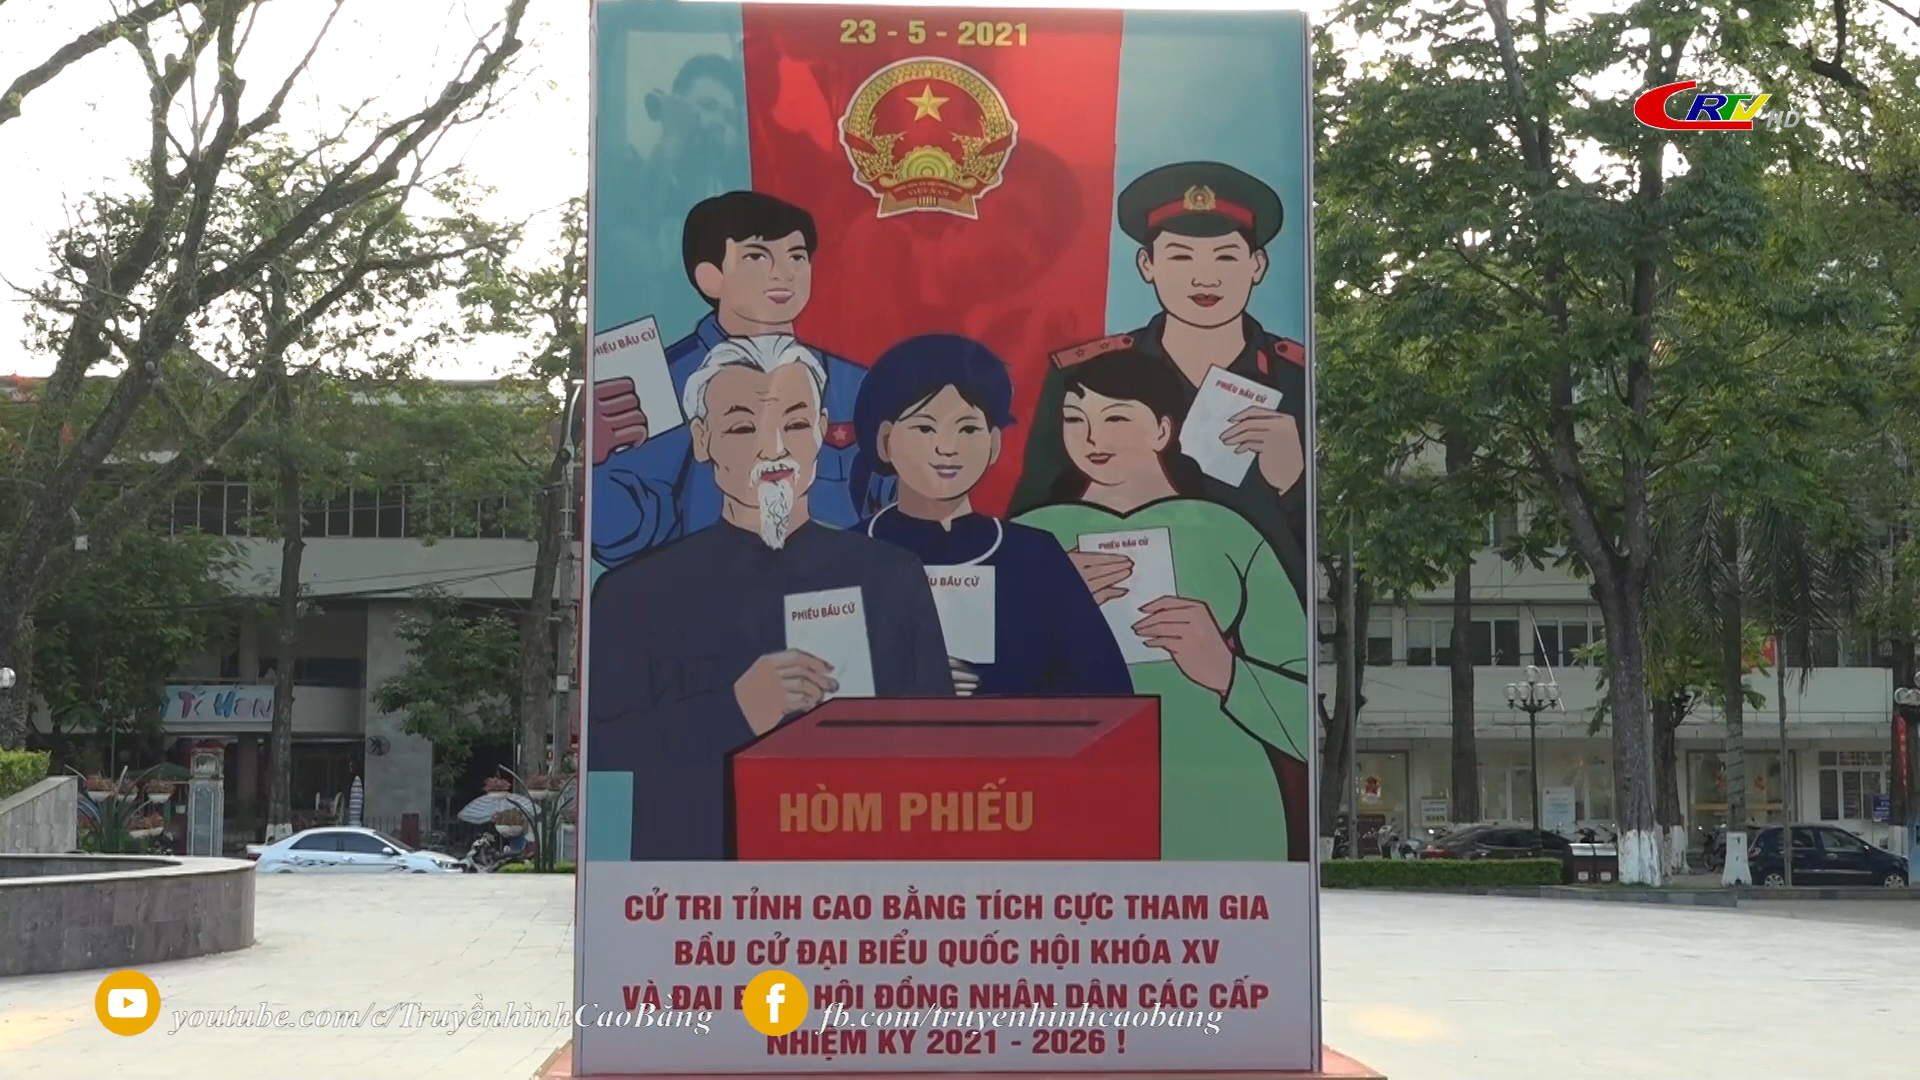 23 - 5 - 2021
CRTV HD
VIỆT NAM
PHIẾU BẦU CỬ
PHIẾU BẦU CỬ
PHIẾU BẦU CỬ
BẦU CỬ
PHIẾU BẦU CỬ
HÒM PHIẾU
CỬ TRI TỈNH CAO BẰNG TÍCH CỰC THAM GIA
BẦU CỬ ĐẠI BIỂU QUỐC HỘI KHÓA XV
VÀ ĐẠI HỘI ĐỒNG NHÂN DÂN CÁC CẤP
NHIỆM KỲ 2021 - 2026 !
youtube.com/c/TruyềnhìnhCaoBằng
fb.com/truyenhinhcaobang